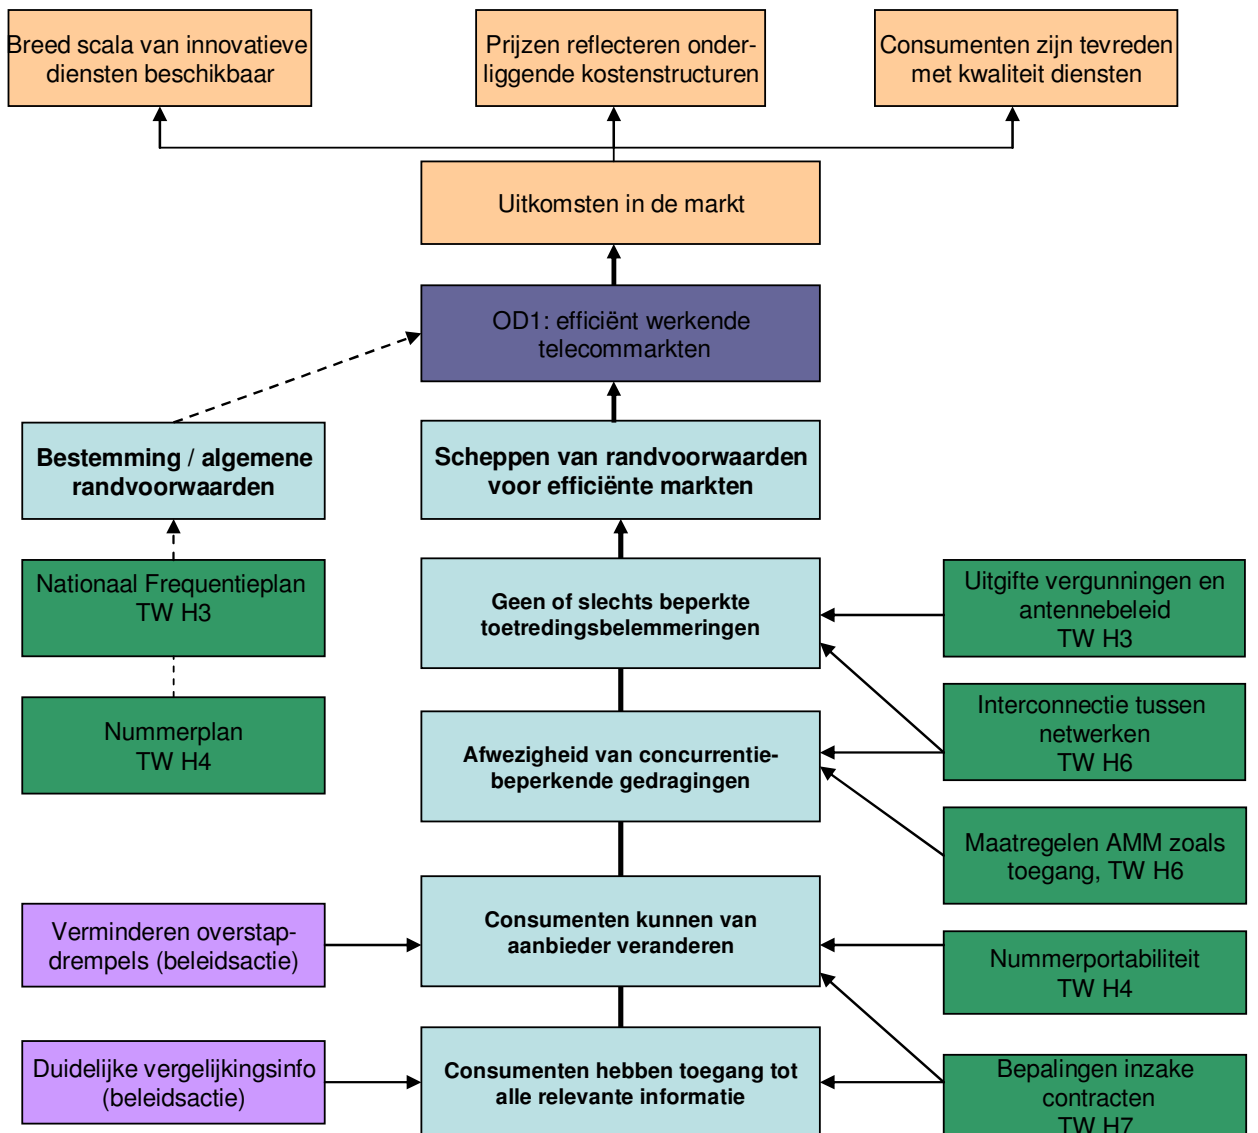 Breed scala van innovatieve
diensten beschikbaar
Prijzen reflecteren onder-
liggende kostenstructuren
Consumenten zijn tevreden
met kwaliteit diensten
Uitkomsten in de markt
OD1: efficiënt werkende
telecommarkten
Bestemming / algemene
randvoorwaarden
Scheppen van randvoorwaarden
voor efficiënte markten
Nationaal Frequentieplan
TW H3
Geen of slechts beperkte
toetredingsbelemmeringen
Uitgifte vergunningen en
antennebeleid
TW H3
Nummerplan
TW H4
Afwezigheid van concurrentie-
beperkende gedragingen
Interconnectie tussen
netwerken
TW H6
Maatregelen AMM zoals
toegang, TW H6
Verminderen overstap-
drempels (beleidsactie)
Consumenten kunnen van
aanbieder veranderen
Nummerportabiliteit
TW H4
Duidelijke vergelijkingsinfo
(beleidsactie)
Consumenten hebben toegang tot
alle relevante informatie
Bepalingen inzake
contracten
TW H7